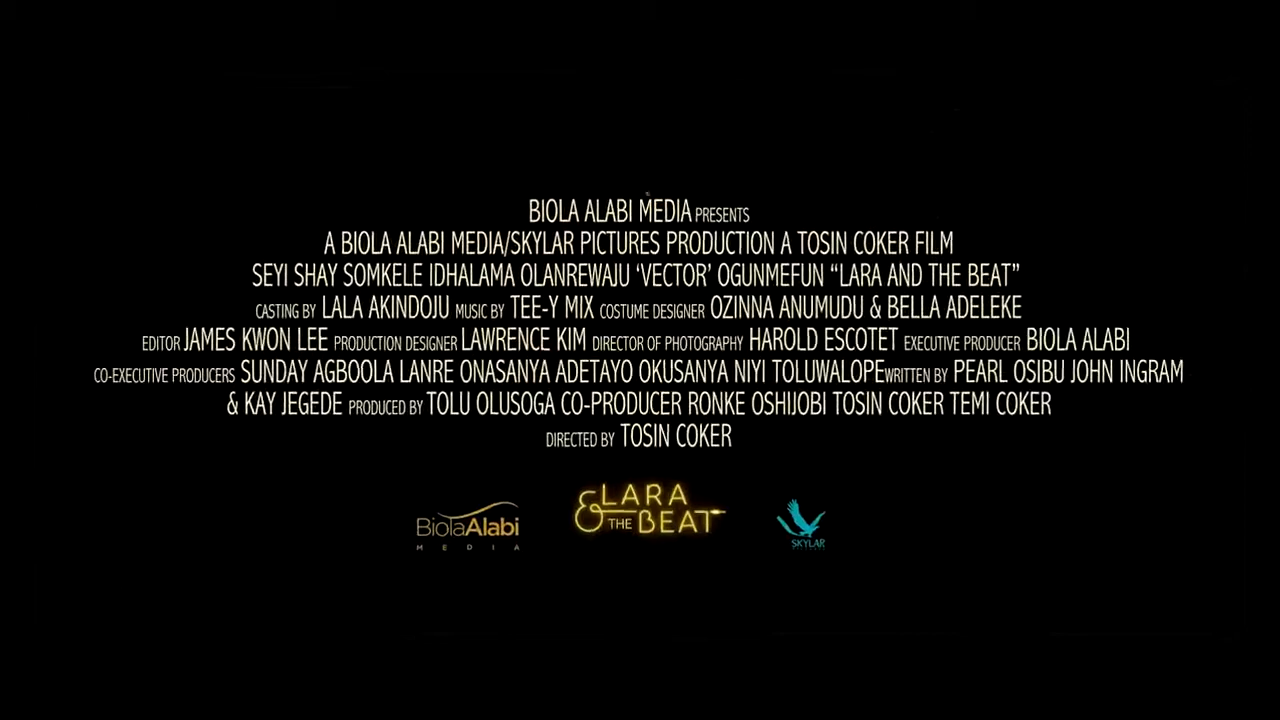 BIOLA ALABI MEDIA PRESENTS
A BIOLA ALABI MEDIA/SKYLAR PICTURES PRODUCTION A TOSIN COKER FILM
SEYI SHAY SOMKELE IDHALAMA OLANREWAJU ‘VECTOR’ OGUNMEFUN “LARA AND THE BEAT”
CASTING BY LALA AKINDOJU MUSIC BY TEE-Y MIX COSTUME DESIGNER OZINNA ANUMUDU & BELLA ADELEKE
EDITOR JAMES KWON LEE PRODUCTION DESIGNER LAWRENCE KIM DIRECTOR OF PHOTOGRAPHY HAROLD ESCOTET EXECUTIVE PRODUCER BIOLA ALABI
CO-EXECUTIVE PRODUCERS SUNDAY AGBOOLA LANRE ONASANYA ADETAYO OKUSANYA NIYI TOLUWALOPEWRITTEN BY PEARL OSIBU JOHN INGRAM
& KAY JEGEDE PRODUCED BY TOLU OLUSOGA CO-PRODUCER RONKE OSHIJOBI TOSIN COKER TEMI COKER
DIRECTED BY TOSIN COKER
BiolaAlabi
MEDIA
LARA
& THE BEAT
SKYLAR